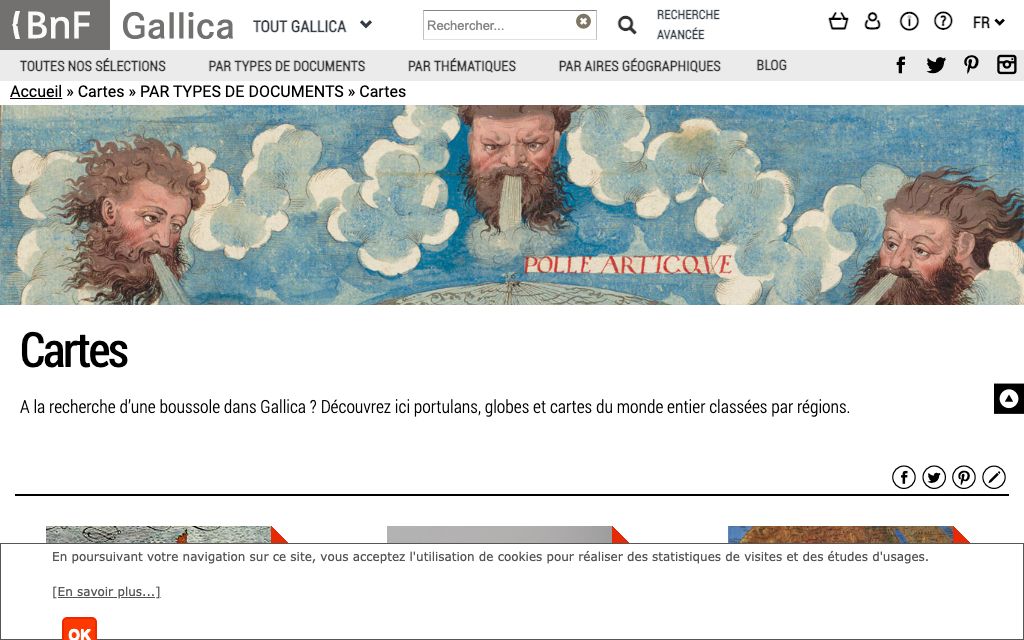 BnF Gallica TOUT GALLICA Rechercher... RECHERCHE AVANCÉE FR
TOUTES NOS SÉLECTIONS PAR TYPES DE DOCUMENTS PAR THÉMATIQUES PAR AIRES GÉOGRAPHIQUES BLOG
Accueil » Cartes » PAR TYPES DE DOCUMENTS » Cartes
POLLE ARTICQVE
Cartes
A la recherche d’une boussole dans Gallica ? Découvrez ici portulans, globes et cartes du monde entier classées par régions.
En poursuivant votre navigation sur ce site, vous acceptez l'utilisation de cookies pour réaliser des statistiques de visites et des études d'usages.
[En savoir plus...]
OK